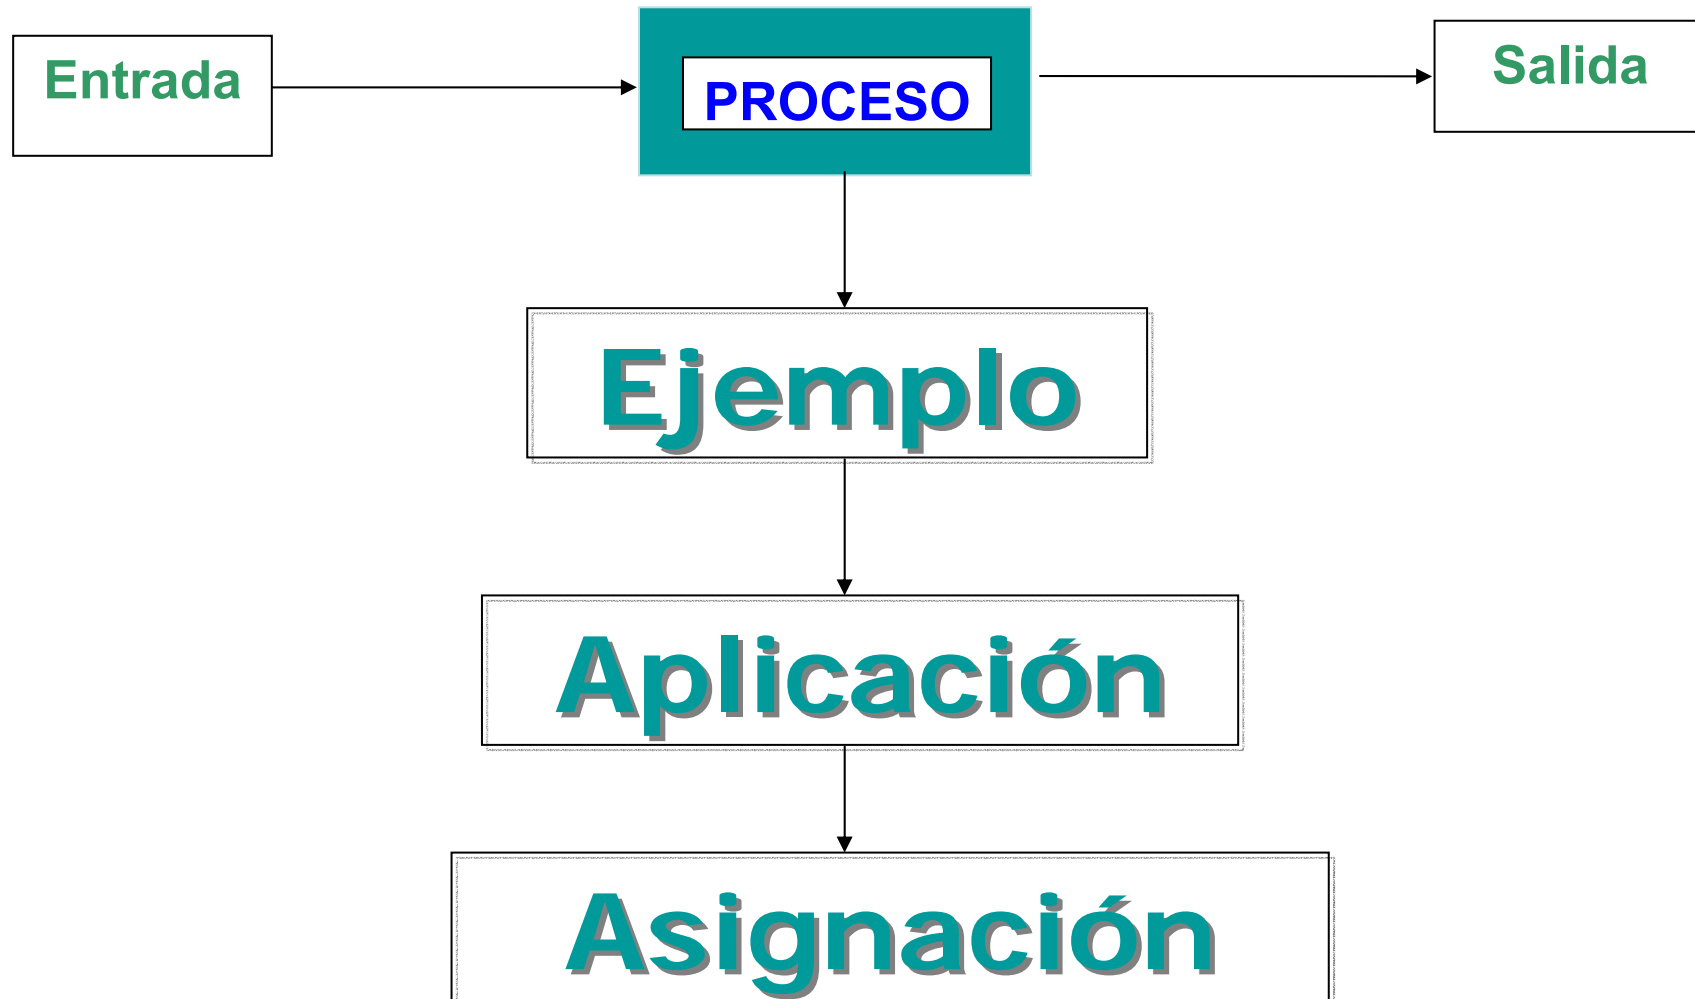 Entrada
PROCESO
Salida
Ejemplo
Aplicación
Asignación